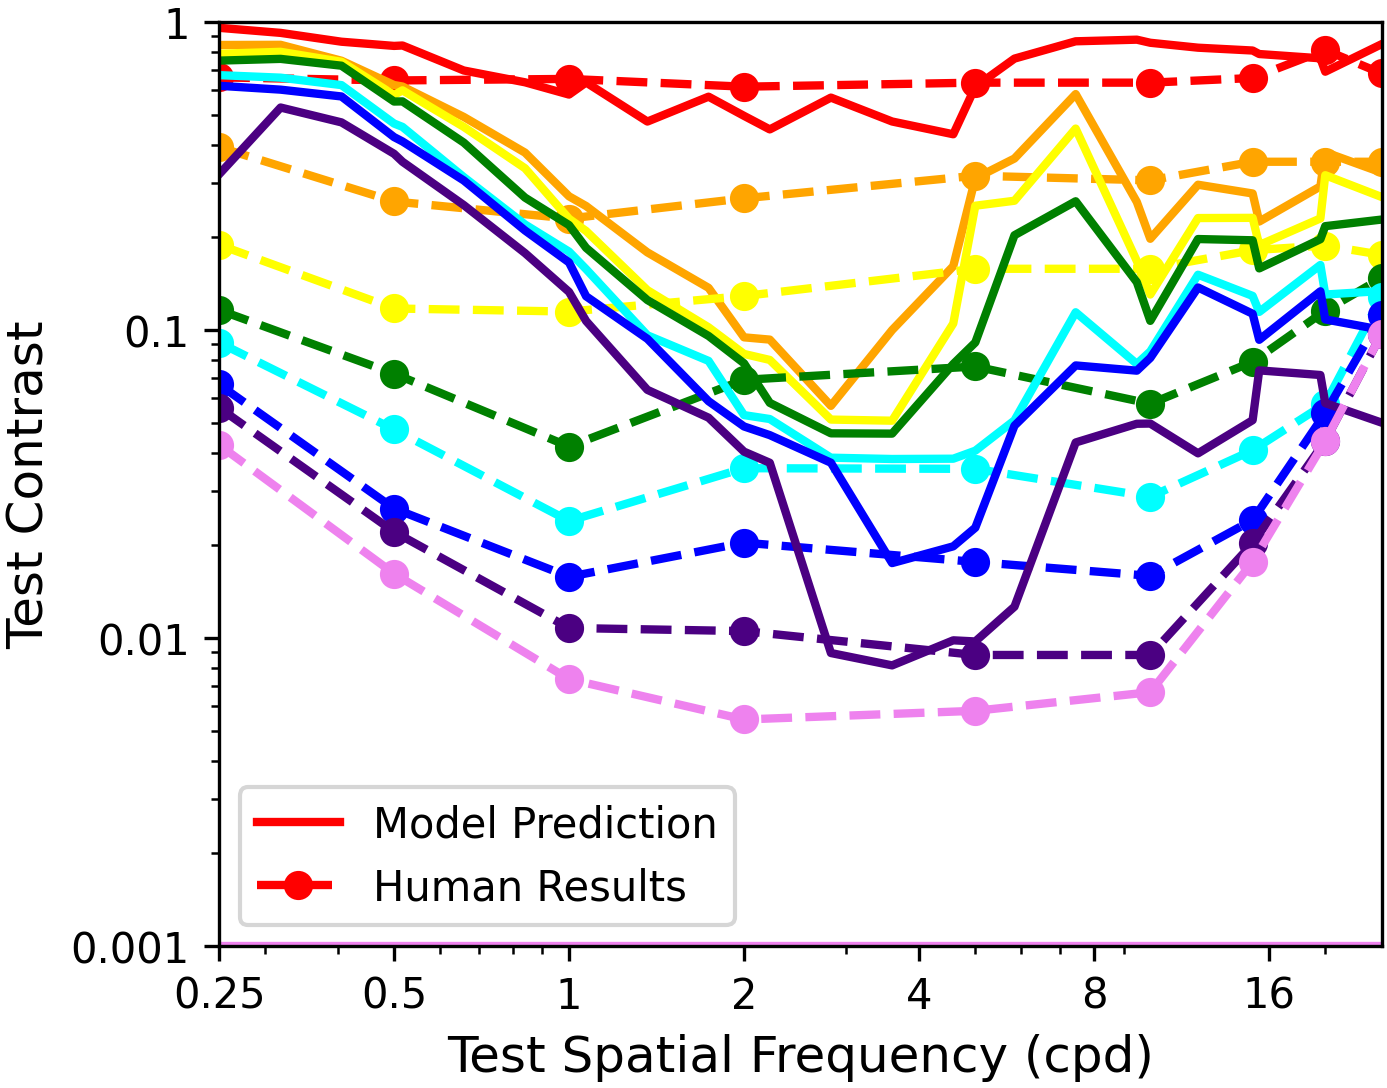 1
0.1
0.01
0.001
Test Contrast
Model Prediction
Human Results
0.25 0.5 1 2 4 8 16
Test Spatial Frequency (cpd)